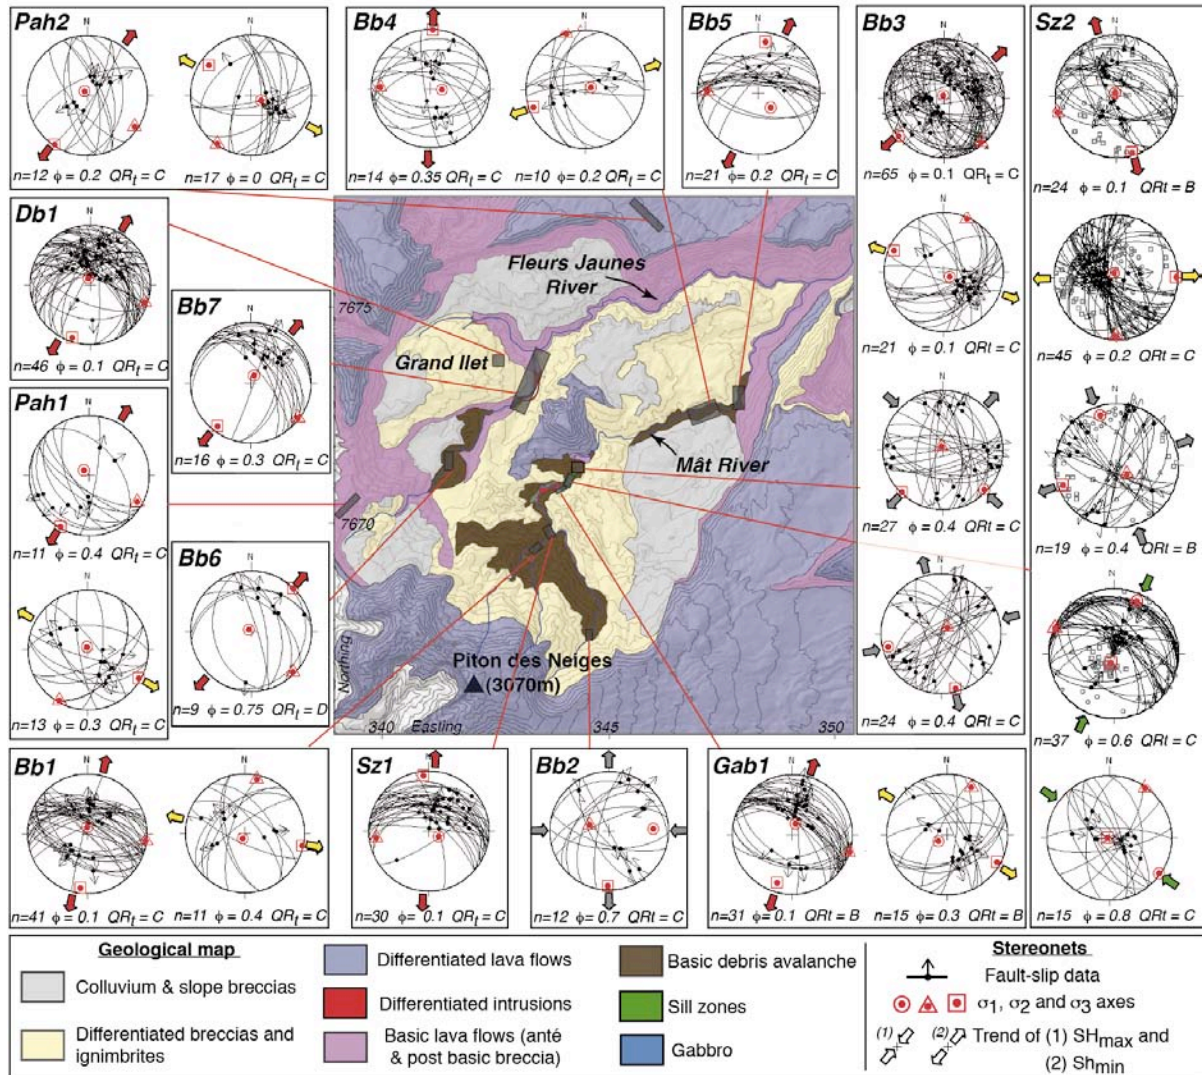 Pah2
N
N
n=12 ϕ = 0.2 QRt = C
n=17 ϕ = 0 QRt = C
Bb4
N
N
n=14 ϕ = 0.35 QRt = C
n=10 ϕ = 0.2 QRt = C
Bb5
N
n=21 ϕ = 0.2 QRt = C
Bb3
N
n=65 ϕ = 0.1 QRt = C
N
n=21 ϕ = 0.1 QRt = C
N
n=27 ϕ = 0.4 QRt = C
N
n=24 ϕ = 0.4 QRt = C
Sz2
N
n=24 ϕ = 0.1 QRt = B
N
n=45 ϕ = 0.2 QRt = C
N
n=19 ϕ = 0.4 QRt = B
N
n=37 ϕ = 0.6 QRt = C
N
n=15 ϕ = 0.8 QRt = C
Db1
N
n=46 ϕ = 0.1 QRt = C
Bb7
N
n=16 ϕ = 0.3 QRt = C
Pah1
N
n=11 ϕ = 0.4 QRt = C
N
n=13 ϕ = 0.3 QRt = C
Bb6
N
n=9 ϕ = 0.75 QRt = D
Fleurs Jaunes
River
7675
Grand Ilet
Mât River
7670
Piton des Neiges
(3070m)
Northing
340 Easting 345 350
Bb1
N
N
n=41 ϕ = 0.1 QRt = C
n=11 ϕ = 0.4 QRt = C
Sz1
N
n=30 ϕ = 0.1 QRt = C
Bb2
N
n=12 ϕ = 0.7 QRt = C
Gab1
N
N
n=31 ϕ = 0.1 QRt = B
n=15 ϕ = 0.3 QRt = B
Geological map
Colluvium & slope breccias
Differentiated breccias and
ignimbrites
Differentiated lava flows
Differentiated intrusions
Basic lava flows (anté
& post basic breccia)
Basic debris avalanche
Sill zones
Gabbro
Stereonets
Fault-slip data
σ1, σ2 and σ3 axes
(1) (2) Trend of (1) SHmax and
(2) Shmin